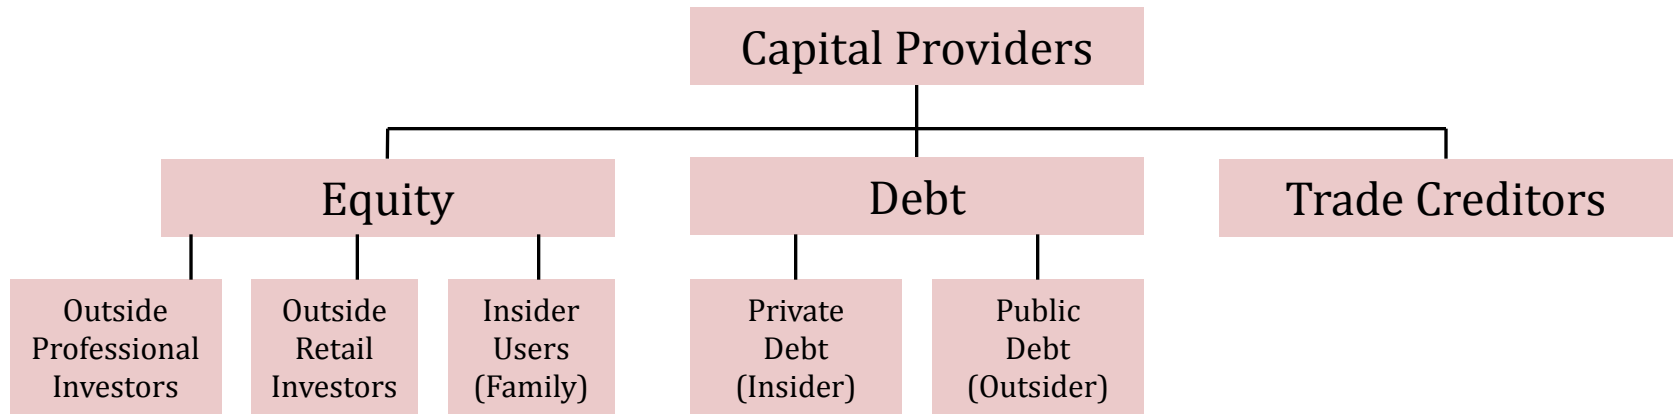 Capital Providers
Equity
Debt
Trade Creditors
Outside
Professional
Investors
Outside
Retail
Investors
Insider
Users
(Family)
Private
Debt
(Insider)
Public
Debt
(Outsider)